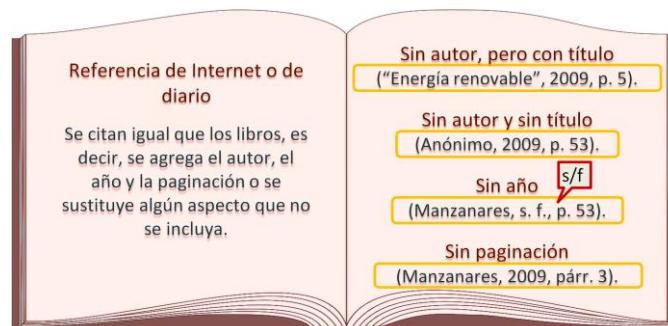 Referencia de Internet o de
diario
Se citan igual que los libros, es
decir, se agrega el autor, el
año y la paginación o se
sustituye algún aspecto que no
se incluya.
Sin autor, pero con título
(“Energía renovable”, 2009, p. 5).
Sin autor y sin título
(Anónimo, 2009, p. 53).
Sin año
s/f
(Manzanares, s. f., p. 53).
Sin paginación
(Manzanares, 2009, párr. 3).